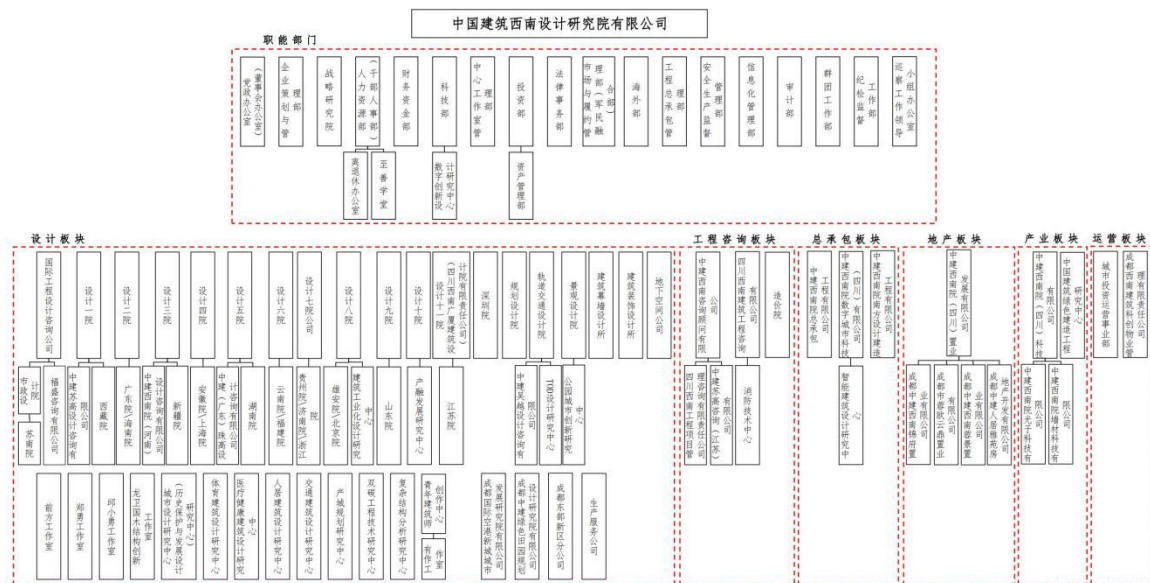 中国建筑西南设计研究院有限公司
职能部门
党政办公室
(董事会办公室)
企业策划与管
理部
战略研究院
人力资源部
(干部人事部)
财务资金部
科技部
中心工作室管
理部
投资部
法律事务部
市场与履约管
理部(军民融
合部)
海外部
工程总承包管
理部
安全生产监督
管理部
信息化管理部
审计部
群团工作部
纪检监督
工作部
巡察工作领导
小组办公室
离退休办公室
至善学堂
数字创新设
计研究中心
资产管理部
设计板块
国际工程设计咨询公司
设计一院
设计二院
设计三院
设计四院
设计五院
设计六院
设计七院公司
设计八院
设计九院
设计十院
设计十一院
(四川西南广厦建筑设
计院有限责任公司)
深圳院
规划设计院
轨道交通设计院
景观设计院
建筑幕墙设计所
建筑装饰设计所
地下空间公司
市政设
计院
福盛咨询有限公司
中建苏高设计咨询有
限公司
西藏院
广东院/海南院
中建西南院(河南)
设计咨询有限公司
新疆院
安徽院/上海院
中建(广东)珠高设
计咨询有限公司
湖南院
云南院/福建院
贵州院/济南院/浙江
院
雄安院/北京院
建筑工业化设计研究
中心
山东院
产融发展研究中心
江苏院
中建吴越设计咨询有
限公司
TOD设计研究中心
公园城市创新研究
中心
苏南院
前方工作室
郑勇工作室
邱小勇工作室
龙卫国木结构创新
工作室
城市设计研究中心
(历史保护与发展设计
研究中心)
体育建筑设计研究中心
医疗健康建筑设计研究
中心
人居建筑设计研究中心
交通建筑设计研究中心
产城规划研究中心
双碳工程技术研究中心
复杂结构分析研究中心
青年建筑师
创作中心
有作工
作室
成都国际空港新城城市
发展研究院有限公司
成都中建绿色田园规划
设计研究院有限公司
成都东部新区分公司
生产服务公司
工程咨询板块
中建西南咨询顾问有限
公司
四川西南建筑工程咨询
有限公司
造价院
四川西南工程项目管
理咨询有限责任公司
中建苏高咨询(江苏)
有限公司
消防技术中心
总承包板块
中建西南院总承包
工程有限公司
中建西南院数字城市科技
(四川)有限公司
中建西南院南方设计建造
工程有限公司
智能建筑设计研究中
心
地产板块
中建西南院(四川)置业
发展有限公司
成都中建西南锦府置
业有限公司
成都市蓉欧云鼎置业
有限公司
成都中建西南蓉景置
业有限公司
成都中建人居雅苑房
地产开发有限公司
产业板块
中建西南院(四川)科技
有限公司
中国建筑绿色建造工程
研究中心
中建西南院光子科技有
限公司
中建西南院墙材科技有
限公司
运营板块
城市投资运营事业部
成都西南建筑科创物业管
理有限责任公司